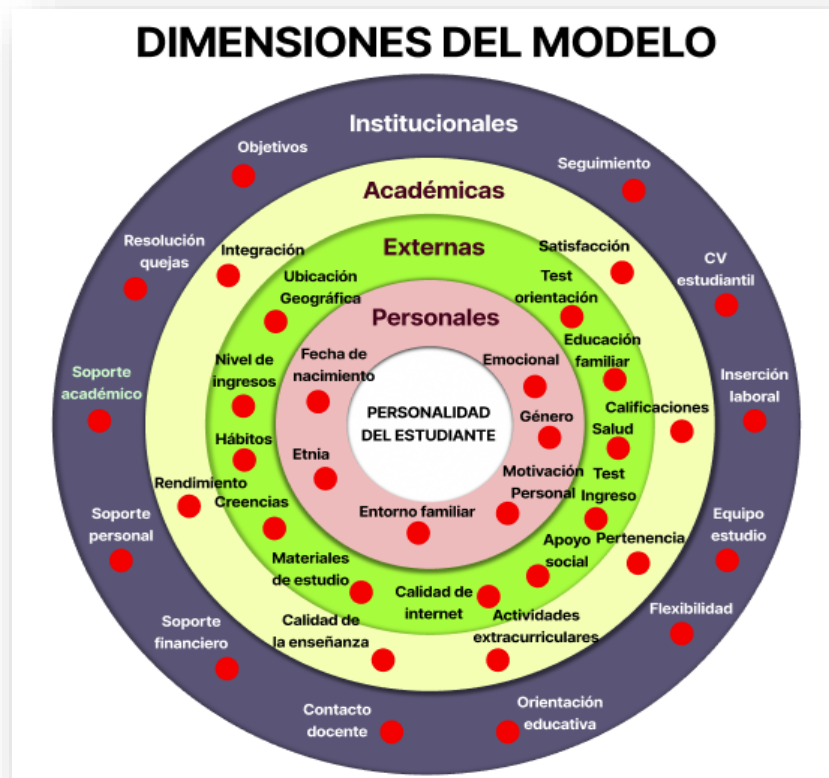 DIMENSIONES DEL MODELO
Institucionales
Objetivos
Seguimiento
Académicas
Resolución
quejas
Integración
Externas
Satisfacción
CV
estudiantil
Ubicación
Geográfica
Test
orientación
Personales
Fecha de
nacimiento
Emocional
Educación
familiar
Nivel de
ingresos
Soporte
académico
PERSONALIDAD
DEL ESTUDIANTE
Género
Calificaciones
Inserción
laboral
Hábitos
Salud
Etnia
Motivación
Personal
Test
Ingreso
Rendimiento
Creencias
Entorno familiar
Soporte
personal
Equipo
estudio
Materiales
de estudio
Apoyo
social
Pertenencia
Calidad de
internet
Flexibilidad
Soporte
financiero
Calidad de
la enseñanza
Actividades
extracurriculares
Contacto
docente
Orientación
educativa